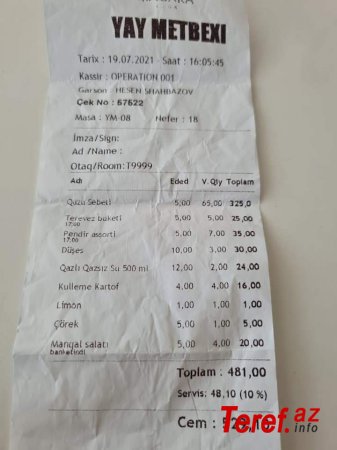 YAY METBEXI
Tarix : 19.07.2021 - Saat : 16:05:45
Kassir : OPERATION 001
Garson : HESEN SHAHBAZOV
Çek No : 57522
Masa : YM-08 Nefer : 18
İmza/Sign:
Ad /Name :
Otaq/Room:T9999
Adı Eded V. Qty Toplam
Quzu Sebeti 5,00 65,00 325,0
Terevez buketi 5,00 5,00 25,00
17:00
Pendir assorti 5,00 7,00 35,00
17:00
Düşes 10,00 3,00 30,00
Qazlı Qazsız Su 500 ml 12,00 2,00 24,00
Kulleme Kartof 4,00 4,00 16,00
Limon 1,00 1,00 1,00
Çörek 5,00 1,00 5,00
Manqal salatı 5,00 4,00 20,00
Toplam : 481,00
Servis: 48,10 (10 %)
Cem :
Teref.az
info